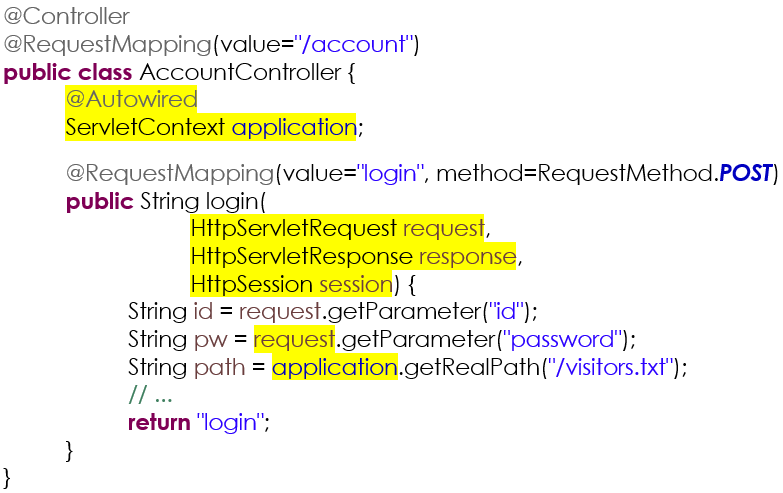 @Controller
@RequestMapping(value="/account")
public class AccountController {
@Autowired
ServletContext application;
@RequestMapping(value="login", method=RequestMethod.POST)
public String login(
HttpServletRequest request,
HttpServletResponse response,
HttpSession session) {
String id = request.getParameter("id");
String pw = request.getParameter("password");
String path = application.getRealPath("/visitors.txt");
// ...
return "login";
}
}